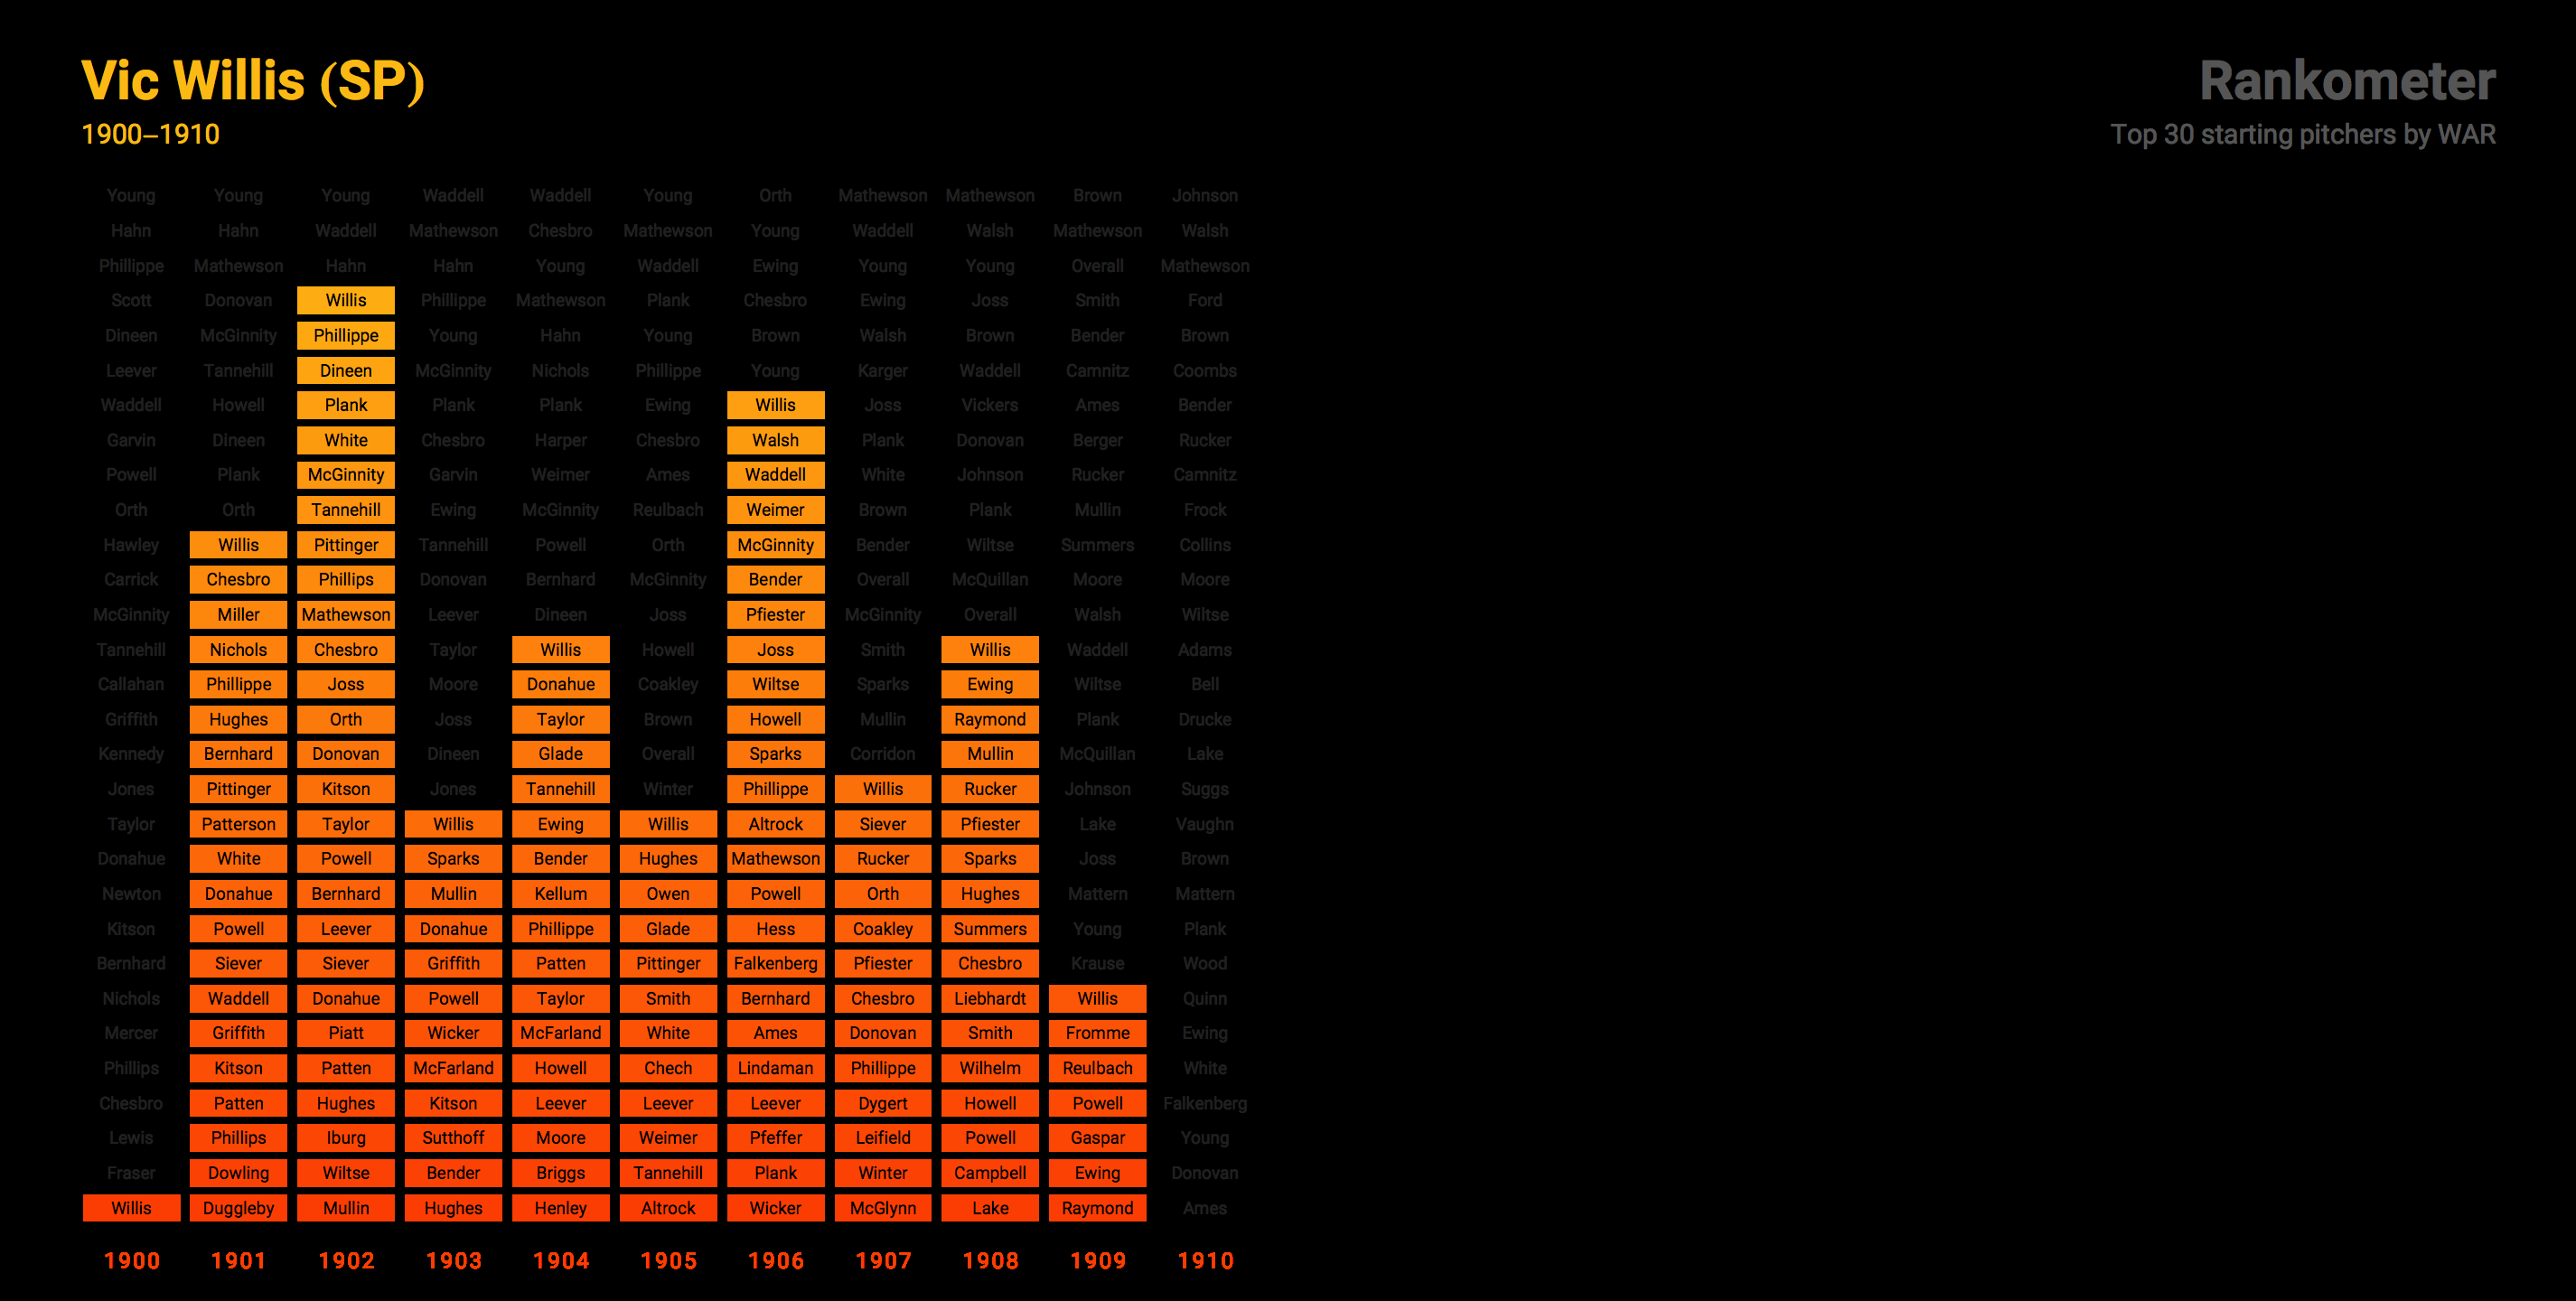 Vic Willis (SP)
1900–1910
Rankometer
Top 30 starting pitchers by WAR
Young Young Young Waddell Waddell Young Orth Mathewson Mathewson Brown Johnson
Hahn Hahn Waddell Mathewson Chesbro Mathewson Young Waddell Walsh Mathewson Walsh
Phillippe Mathewson Hahn Hahn Young Waddell Ewing Young Young Overall Mathewson
Scott Donovan Willis Phillippe Mathewson Plank Chesbro Ewing Joss Smith Ford
Dineen McGinnity Phillippe Young Hahn Young Brown Walsh Brown Bender Brown
Leever Tannehill Dineen McGinnity Nichols Phillippe Young Karger Waddell Camnitz Coombs
Waddell Howell Plank Plank Plank Ewing Willis Joss Vickers Ames Bender
Garvin Dineen White Chesbro Harper Chesbro Walsh Plank Donovan Berger Rucker
Powell Plank McGinnity Garvin Weimer Ames Waddell White Johnson Rucker Camnitz
Orth Orth Tannehill Ewing McGinnity Reulbach Weimer Brown Plank Mullin Frock
Hawley Willis Pittinger Tannehill Powell Orth McGinnity Bender Wiltse Summers Collins
Carrick Chesbro Phillips Donovan Bernhard McGinnity Bender Overall McQuillan Moore Moore
McGinnity Miller Mathewson Leever Dineen Joss Pfiester McGinnity Overall Walsh Wiltse
Tannehill Nichols Chesbro Taylor Willis Howell Joss Smith Willis Waddell Adams
Callahan Phillippe Joss Moore Donahue Coakley Wiltse Sparks Ewing Wiltse Bell
Griffith Hughes Orth Joss Taylor Brown Howell Mullin Raymond Plank Drucke
Kennedy Bernhard Donovan Dineen Glade Overall Sparks Corridon Mullin McQuillan Lake
Jones Pittinger Kitson Jones Tannehill Winter Phillippe Willis Rucker Johnson Suggs
Taylor Patterson Taylor Willis Ewing Willis Altrock Siever Pfiester Lake Vaughn
Donahue White Powell Sparks Bender Hughes Mathewson Rucker Sparks Joss Brown
Newton Donahue Bernhard Mullin Kellum Owen Powell Orth Hughes Mattern Mattern
Kitson Powell Leever Donahue Phillippe Glade Hess Coakley Summers Young Plank
Bernhard Siever Siever Griffith Patten Pittinger Falkenberg Pfiester Chesbro Krause Wood
Nichols Waddell Donahue Powell Taylor Smith Bernhard Chesbro Liebhardt Willis Quinn
Mercer Griffith Piatt Wicker McFarland White Ames Donovan Smith Fromme Ewing
Phillips Kitson Patten McFarland Howell Chech Lindaman Phillippe Wilhelm Reulbach White
Chesbro Patten Hughes Kitson Leever Leever Leever Dygert Howell Powell Falkenberg
Lewis Phillips Iburg Sutthoff Moore Weimer Pfeffer Leifield Powell Gaspar Young
Fraser Dowling Wiltse Bender Briggs Tannehill Plank Winter Campbell Ewing Donovan
Willis Duggleby Mullin Hughes Henley Altrock Wicker McGlynn Lake Raymond Ames
1900 1901 1902 1903 1904 1905 1906 1907 1908 1909 1910